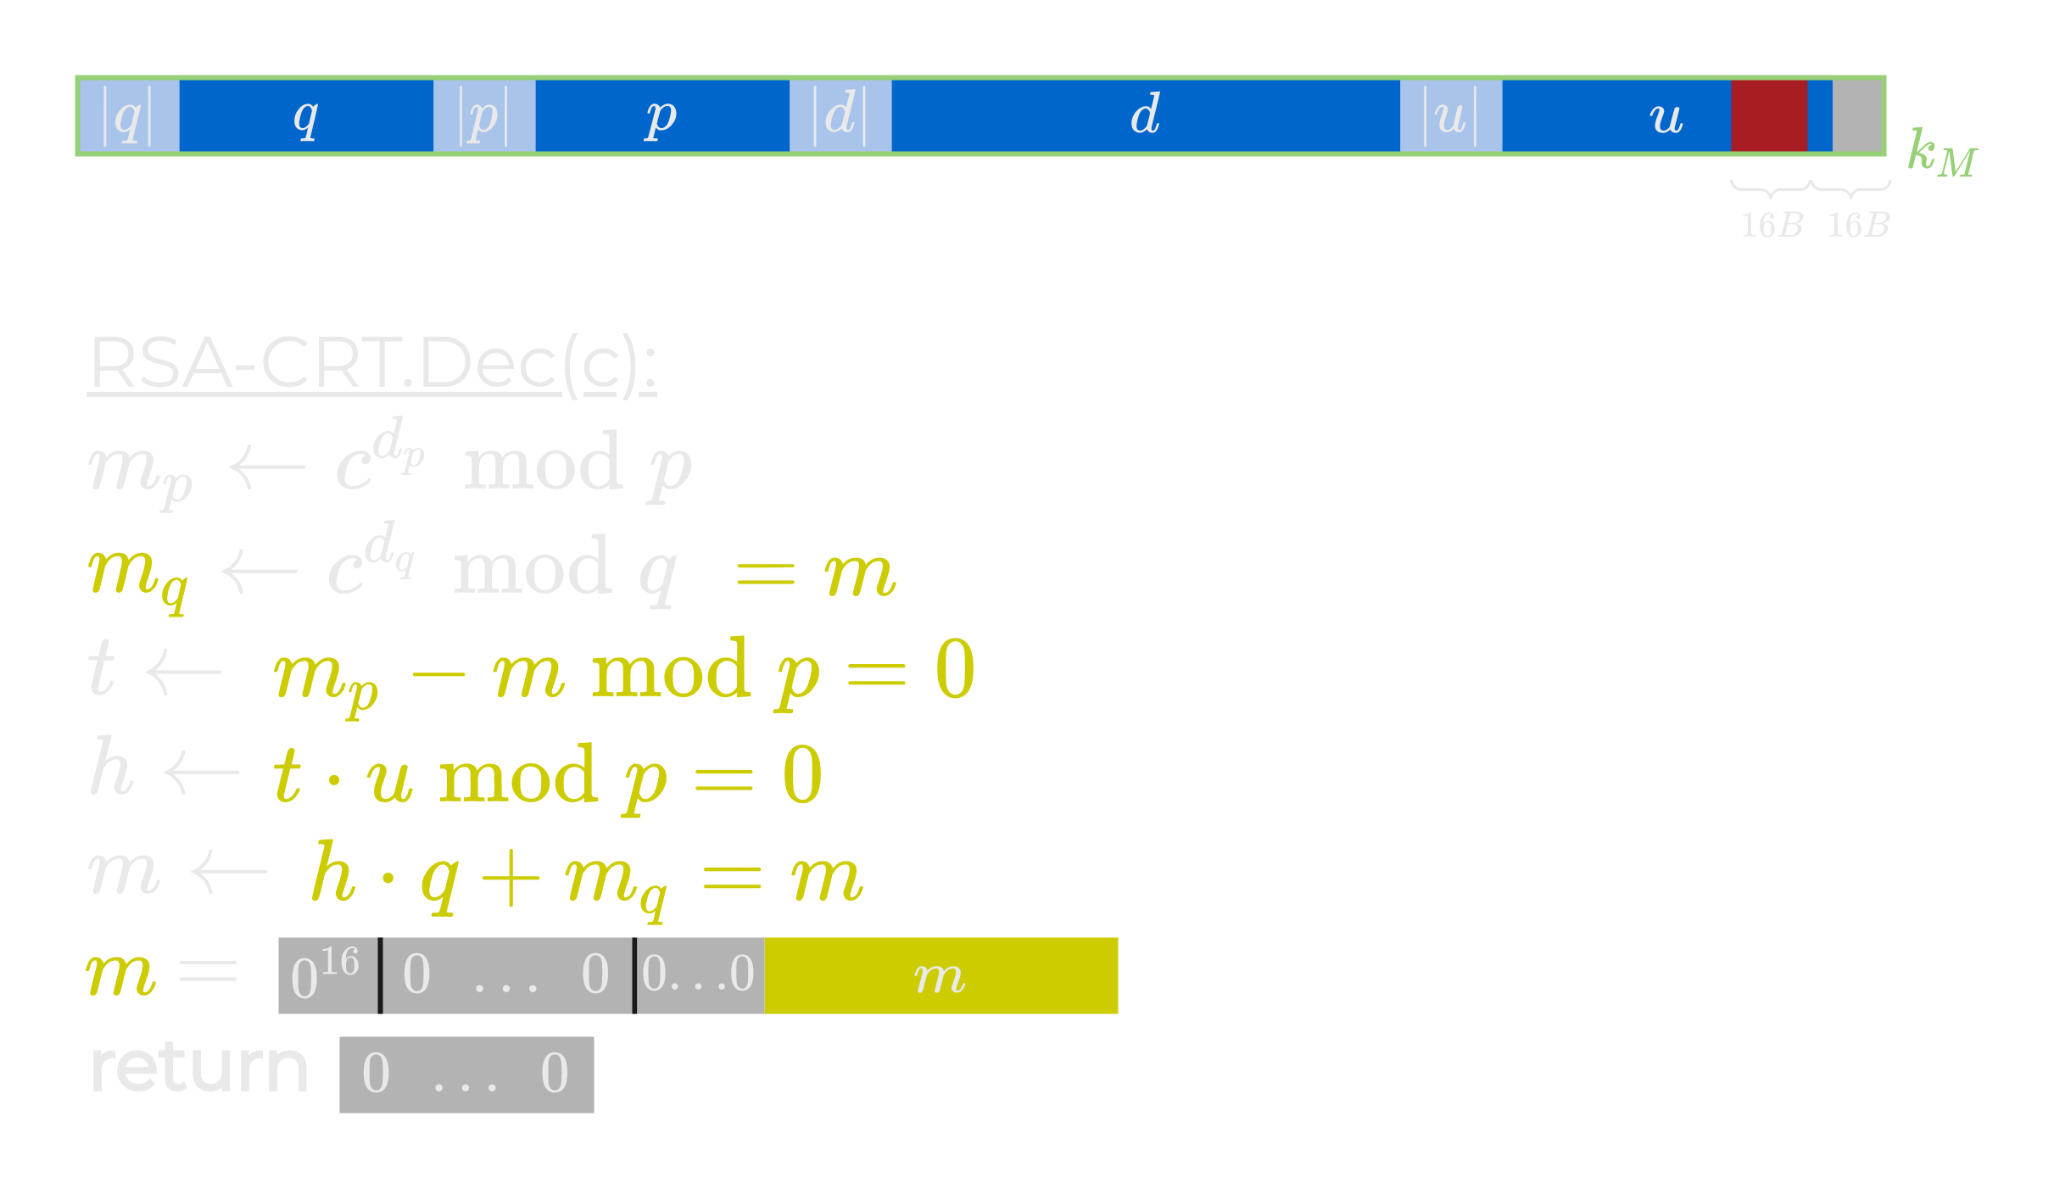 |q| q |p| p |d| d |u| u
k_M
16B 16B
RSA-CRT.Dec(c):
m_p ← c^{d_p} mod p
m_q ← c^{d_q} mod q = m
t ← m_p − m mod p = 0
h ← t · u mod p = 0
m ← h · q + m_q = m
m = 0^{16} 0 ... 0 0...0 m
return 0 ... 0